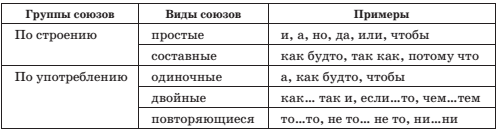 Группы союзов Виды союзов Примеры
По строению простые и, а, но, да, или, чтобы
составные как будто, так как, потому что
По употреблению одиночные а, как будто, чтобы
двойные как... так и, если...то, чем...тем
повторяющиеся то...то, не то... не то, ни...ни